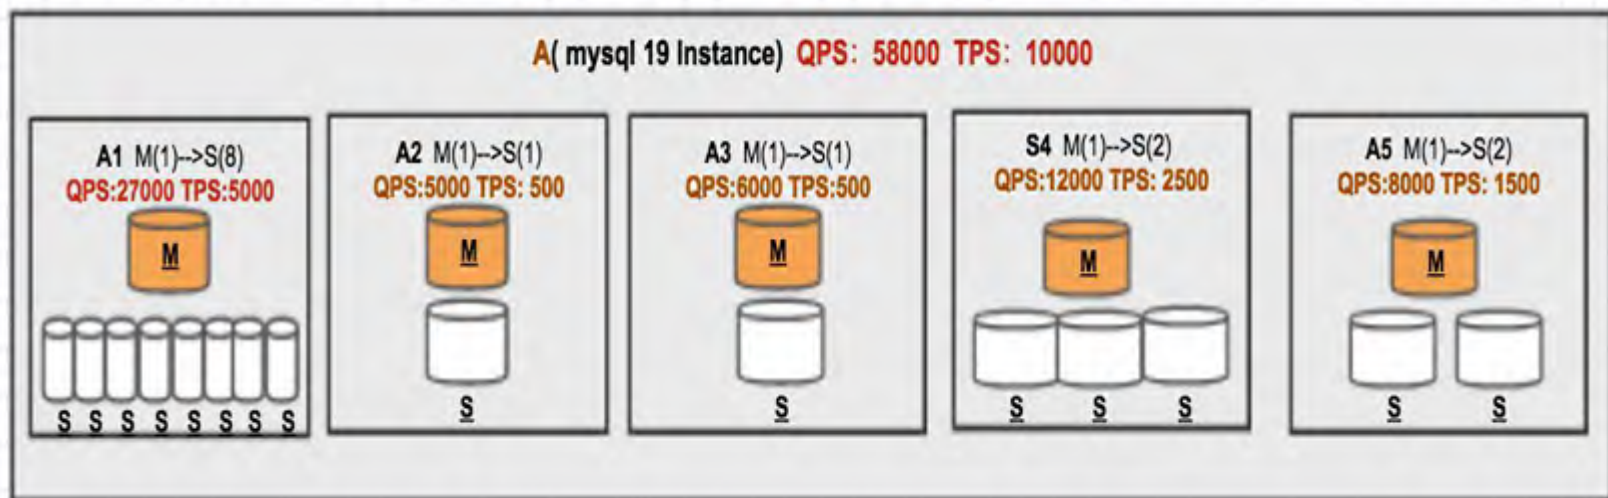 A( mysql 19 Instance) QPS: 58000 TPS: 10000
A1 M(1)-->S(8)
QPS:27000 TPS:5000
M
S S S S S S S S
A2 M(1)-->S(1)
QPS:5000 TPS: 500
M
S
A3 M(1)-->S(1)
QPS:6000 TPS:500
M
S
S4 M(1)-->S(2)
QPS:12000 TPS: 2500
M
S S S
A5 M(1)-->S(2)
QPS:8000 TPS: 1500
M
S S